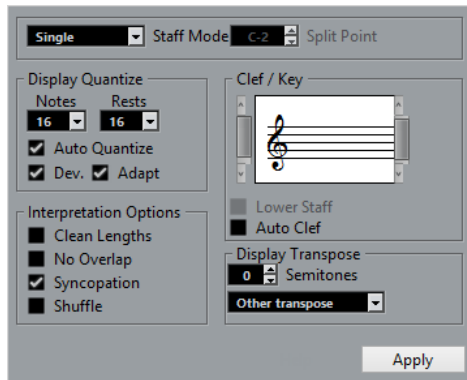 Single Staff Mode C-2 Split Point
Display Quantize
Notes Rests
16 16
Auto Quantize
Dev. Adapt
Interpretation Options
Clean Lengths
No Overlap
Syncopation
Shuffle
Clef / Key
Lower Staff
Auto Clef
Display Transpose
0 Semitones
Other transpose
Apply